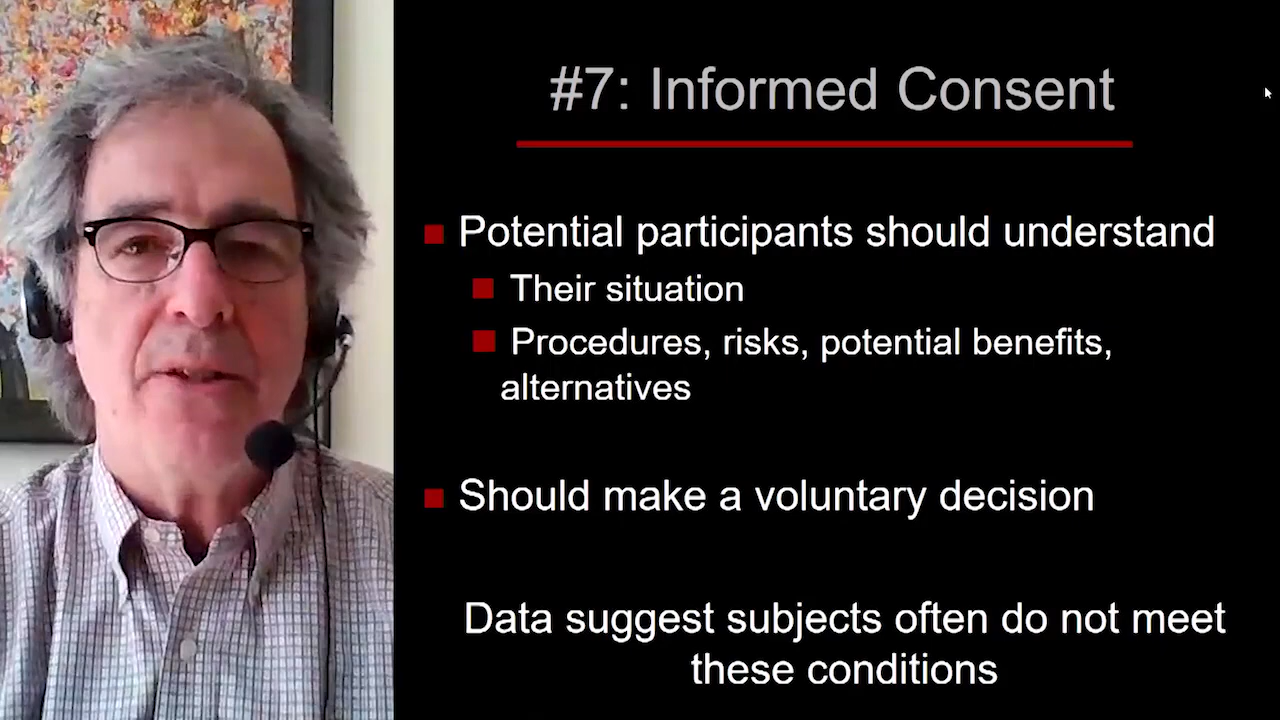 #7: Informed Consent
Potential participants should understand
Their situation
Procedures, risks, potential benefits,
alternatives
Should make a voluntary decision
Data suggest subjects often do not meet
these conditions